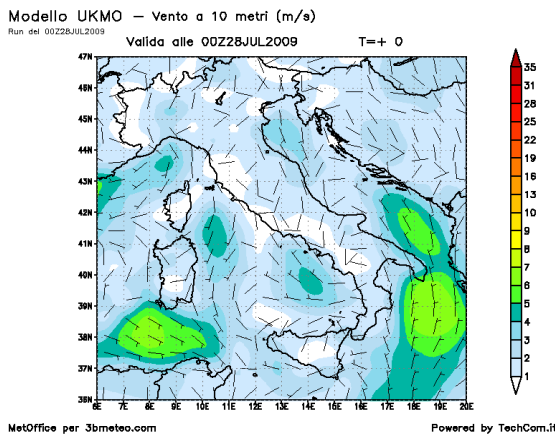 Modello UKMO – Vento a 10 metri (m/s)
Run del 00Z28JUL2009
Valida alle 00Z28JUL2009 T=+ 0
47N
46N
45N
44N
43N
42N
41N
40N
39N
38N
37N
38N
6E 7E 8E 9E 10E 11E 12E 13E 14E 15E 16E 17E 18E 19E 20E
35
31
28
25
22
19
16
13
10
9
8
7
6
5
4
3
2
1
MetOffice per 3bmeteo.com
Powered by TechCom.it